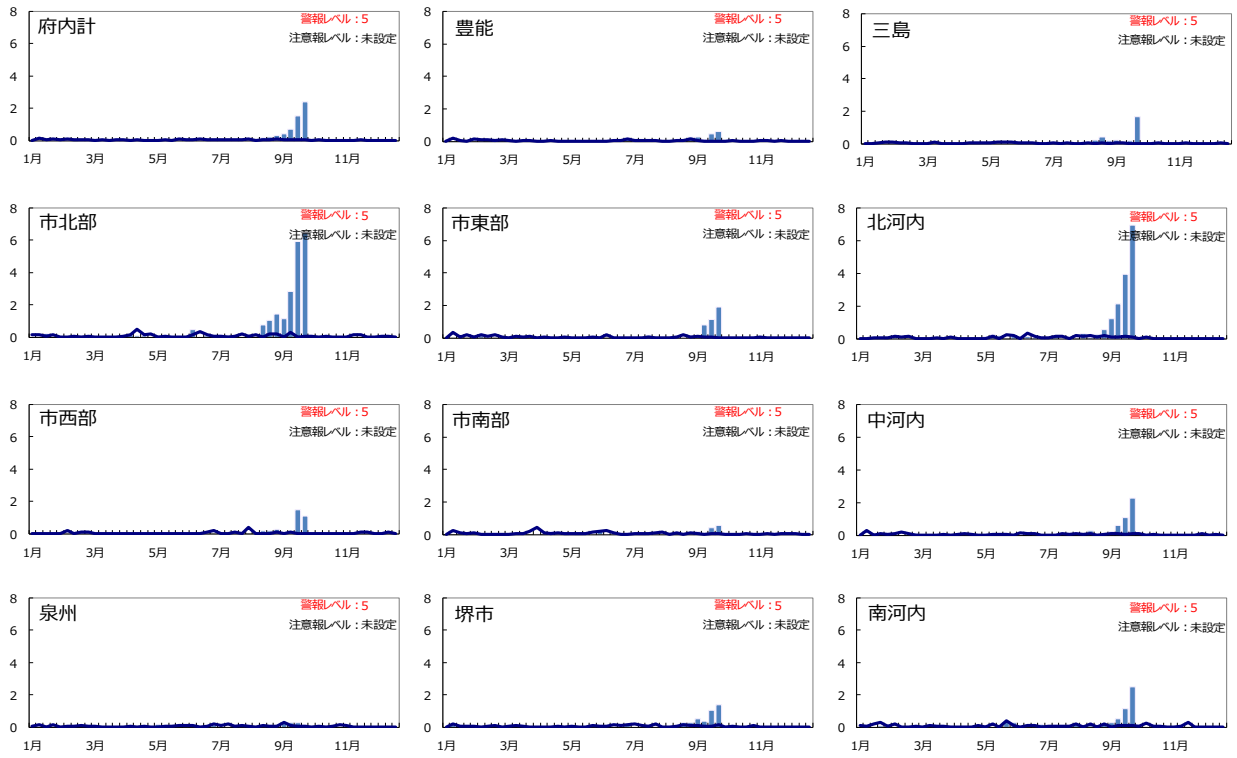 府内計
警報レベル：5
注意報レベル：未設定
8
6
4
2
0
1月 3月 5月 7月 9月 11月
豊能
警報レベル：5
注意報レベル：未設定
8
6
4
2
0
1月 3月 5月 7月 9月 11月
三島
警報レベル：5
注意報レベル：未設定
8
6
4
2
0
1月 3月 5月 7月 9月 11月
市北部
警報レベル：5
注意報レベル：未設定
8
6
4
2
0
1月 3月 5月 7月 9月 11月
市東部
警報レベル：5
注意報レベル：未設定
8
6
4
2
0
1月 3月 5月 7月 9月 11月
北河内
警報レベル：5
注意報レベル：未設定
8
6
4
2
0
1月 3月 5月 7月 9月 11月
市西部
警報レベル：5
注意報レベル：未設定
8
6
4
2
0
1月 3月 5月 7月 9月 11月
市南部
警報レベル：5
注意報レベル：未設定
8
6
4
2
0
1月 3月 5月 7月 9月 11月
中河内
警報レベル：5
注意報レベル：未設定
8
6
4
2
0
1月 3月 5月 7月 9月 11月
泉州
警報レベル：5
注意報レベル：未設定
8
6
4
2
0
1月 3月 5月 7月 9月 11月
堺市
警報レベル：5
注意報レベル：未設定
8
6
4
2
0
1月 3月 5月 7月 9月 11月
南河内
警報レベル：5
注意報レベル：未設定
8
6
4
2
0
1月 3月 5月 7月 9月 11月